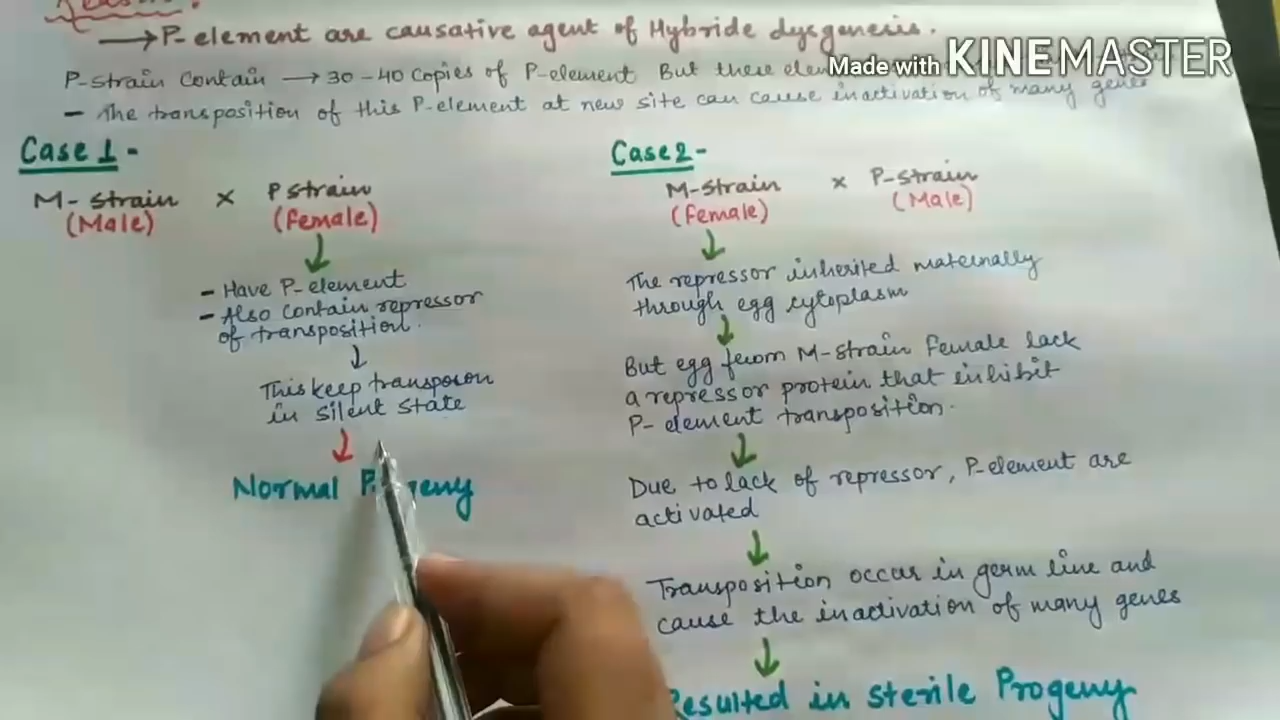 Reason:
→ P-element are causative agent of Hybride dysgenesis.
P-strain contain → 30-40 copies of P-element But these
Made with KINEMASTER
- The transposition of this P-element at new site can cause inactivation of many genes
Case 1 -
M-strain × P strain
(Male) (female)
- Have P-element
- Also contain repressor
of transposition.
This keep transposon
in silent state
Normal
Case 2 -
M-strain × P-strain
(female) (Male)
The repressor inherited maternally
through egg cytoplasm
But egg from M-strain female lack
a repressor protein that inhibit
P-element transposition.
Due to lack of repressor, P-element are
activated
Transposition occur in germ line and
cause the inactivation of many genes
Resulted in sterile Progeny